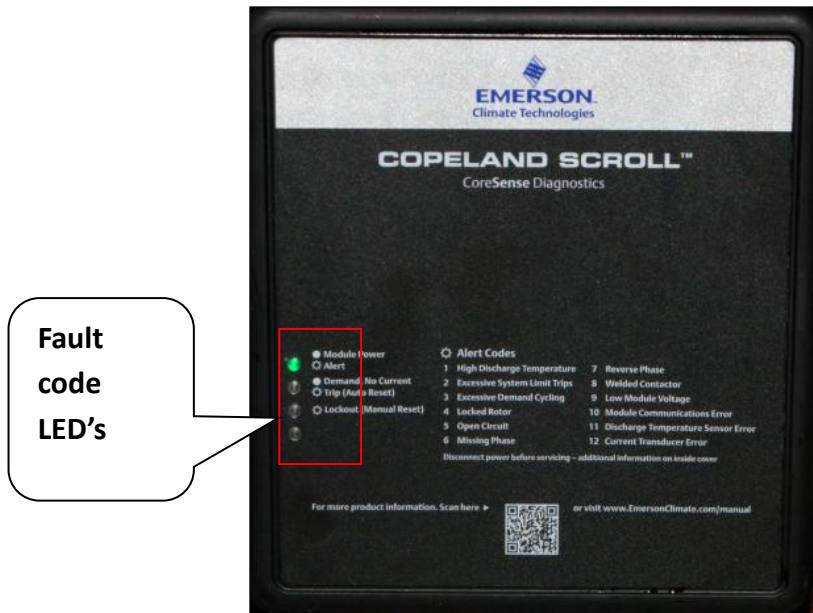 EMERSON™
Climate Technologies
COPELAND SCROLL™
CoreSense Diagnostics
Fault
code
LED's
Module Power
Alert
Demand, No Current
Trip (Auto Reset)
Lockout (Manual Reset)
Alert Codes
1 High Discharge Temperature
2 Excessive System Limit Trips
3 Excessive Demand Cycling
4 Locked Rotor
5 Open Circuit
6 Missing Phase
7 Reverse Phase
8 Welded Contactor
9 Low Module Voltage
10 Module Communications Error
11 Discharge Temperature Sensor Error
12 Current Transducer Error
Disconnect power before servicing – additional information on inside cover
For more product information. Scan here ▶ or visit www.EmersonClimate.com/manual